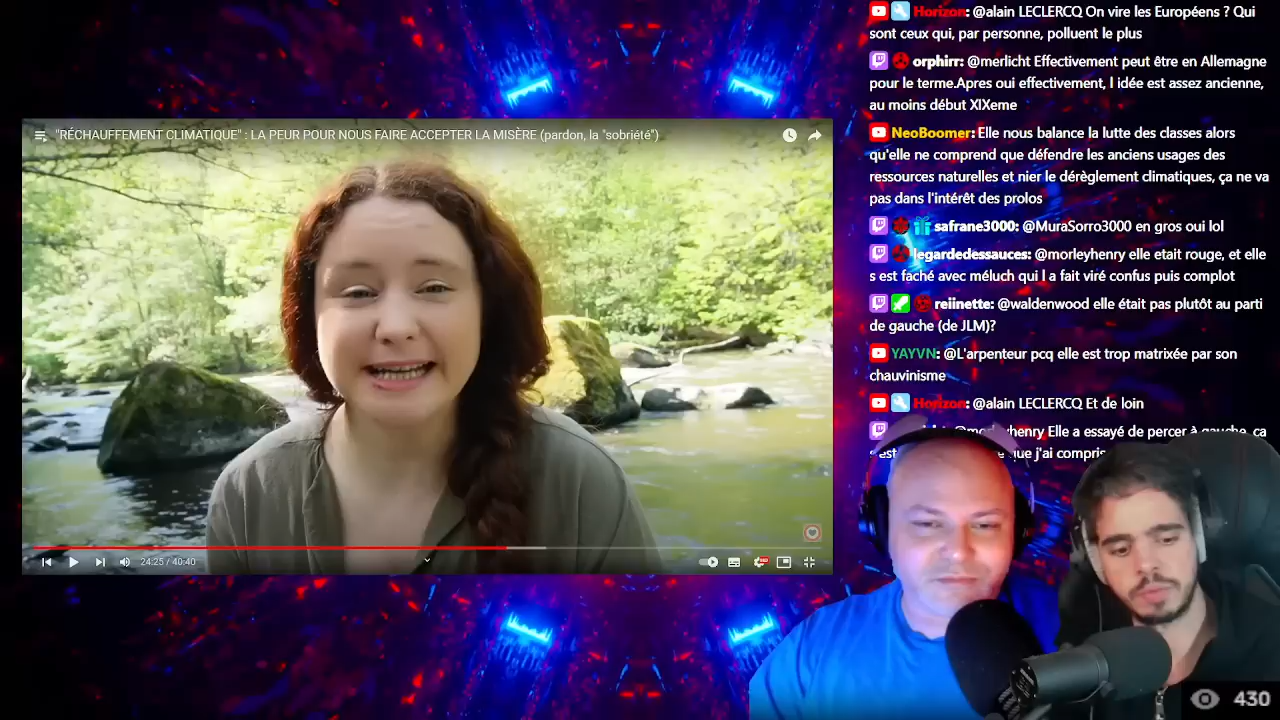 "RÉCHAUFFEMENT CLIMATIQUE" : LA PEUR POUR NOUS FAIRE ACCEPTER LA MISÈRE (pardon, la "sobriété")
24:25 / 40:40
Horizon: @alain LECLERCQ On vire les Européens ? Qui
sont ceux qui, par personne, polluent le plus
orphirr: @merlicht Effectivement peut être en Allemagne
pour le terme.Apres oui effectivement, l idée est assez ancienne,
au moins début XIXeme
NeoBoomer: Elle nous balance la lutte des classes alors
qu'elle ne comprend que défendre les anciens usages des
ressources naturelles et nier le dérèglement climatiques, ça ne va
pas dans l'intérêt des prolos
safrane3000: @MuraSorro3000 en gros oui lol
legardedessauces: @morleyhenry elle etait rouge, et elle
s est faché avec méluch qui l a fait viré confus puis complot
reiinette: @waldenwood elle était pas plutôt au parti
de gauche (de JLM)?
YAYVN: @L'arpenteur pcq elle est trop matrixée par son
chauvinisme
Horizon: @alain LECLERCQ Et de loin
@morleyhenry Elle a essayé de percer à gauche, ça
que j'ai compris
430